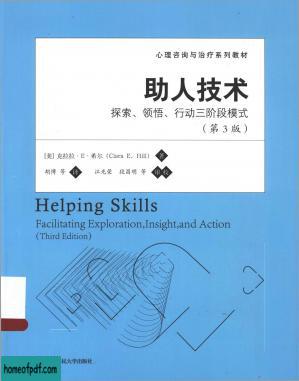 心理咨询与治疗系列教材
助人技术
探索、领悟、行动三阶段模式
（第 3 版）
[美] 克拉拉·E·希尔（Clara E. Hill） 著
胡博 等 译 江光荣 段昌明 等 审校
Helping Skills
Facilitating Exploration,Insight,and Action
(Third Edition)
民大学出版社
homeofpdf.com